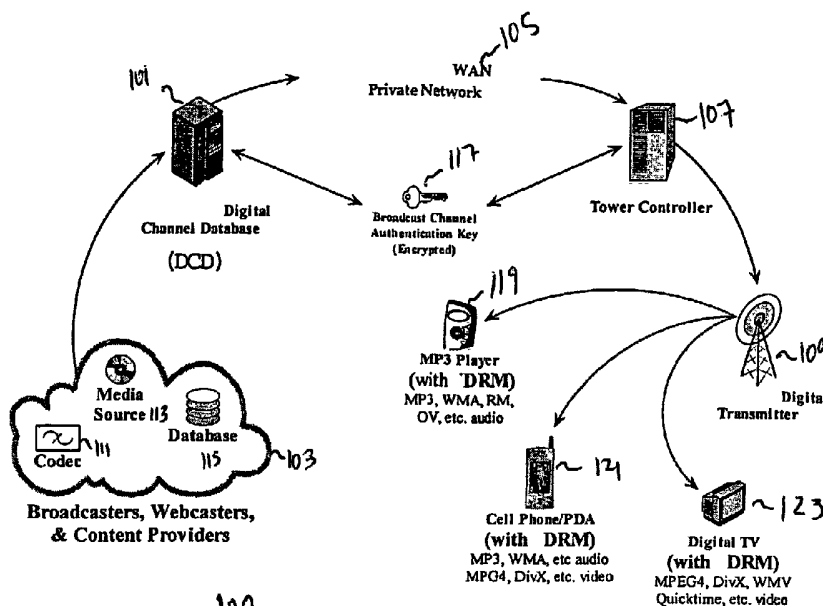 105
101
WAN
Private Network
107
117
Digital
Channel Database
(DCD)
Broadcast Channel
Authentication Key
(Encrypted)
Tower Controller
119
MP3 Player
(with DRM)
MP3, WMA, RM,
OV, etc. audio
Digital
Transmitter
Media
Source 113
Database
115
111
Codec
103
Broadcasters, Webcasters,
& Content Providers
121
Cell Phone/PDA
(with DRM)
MP3, WMA, etc audio
MPG4, DivX, etc. video
123
Digital TV
(with DRM)
MPEG4, DivX, WMV
Quicktime, etc. video